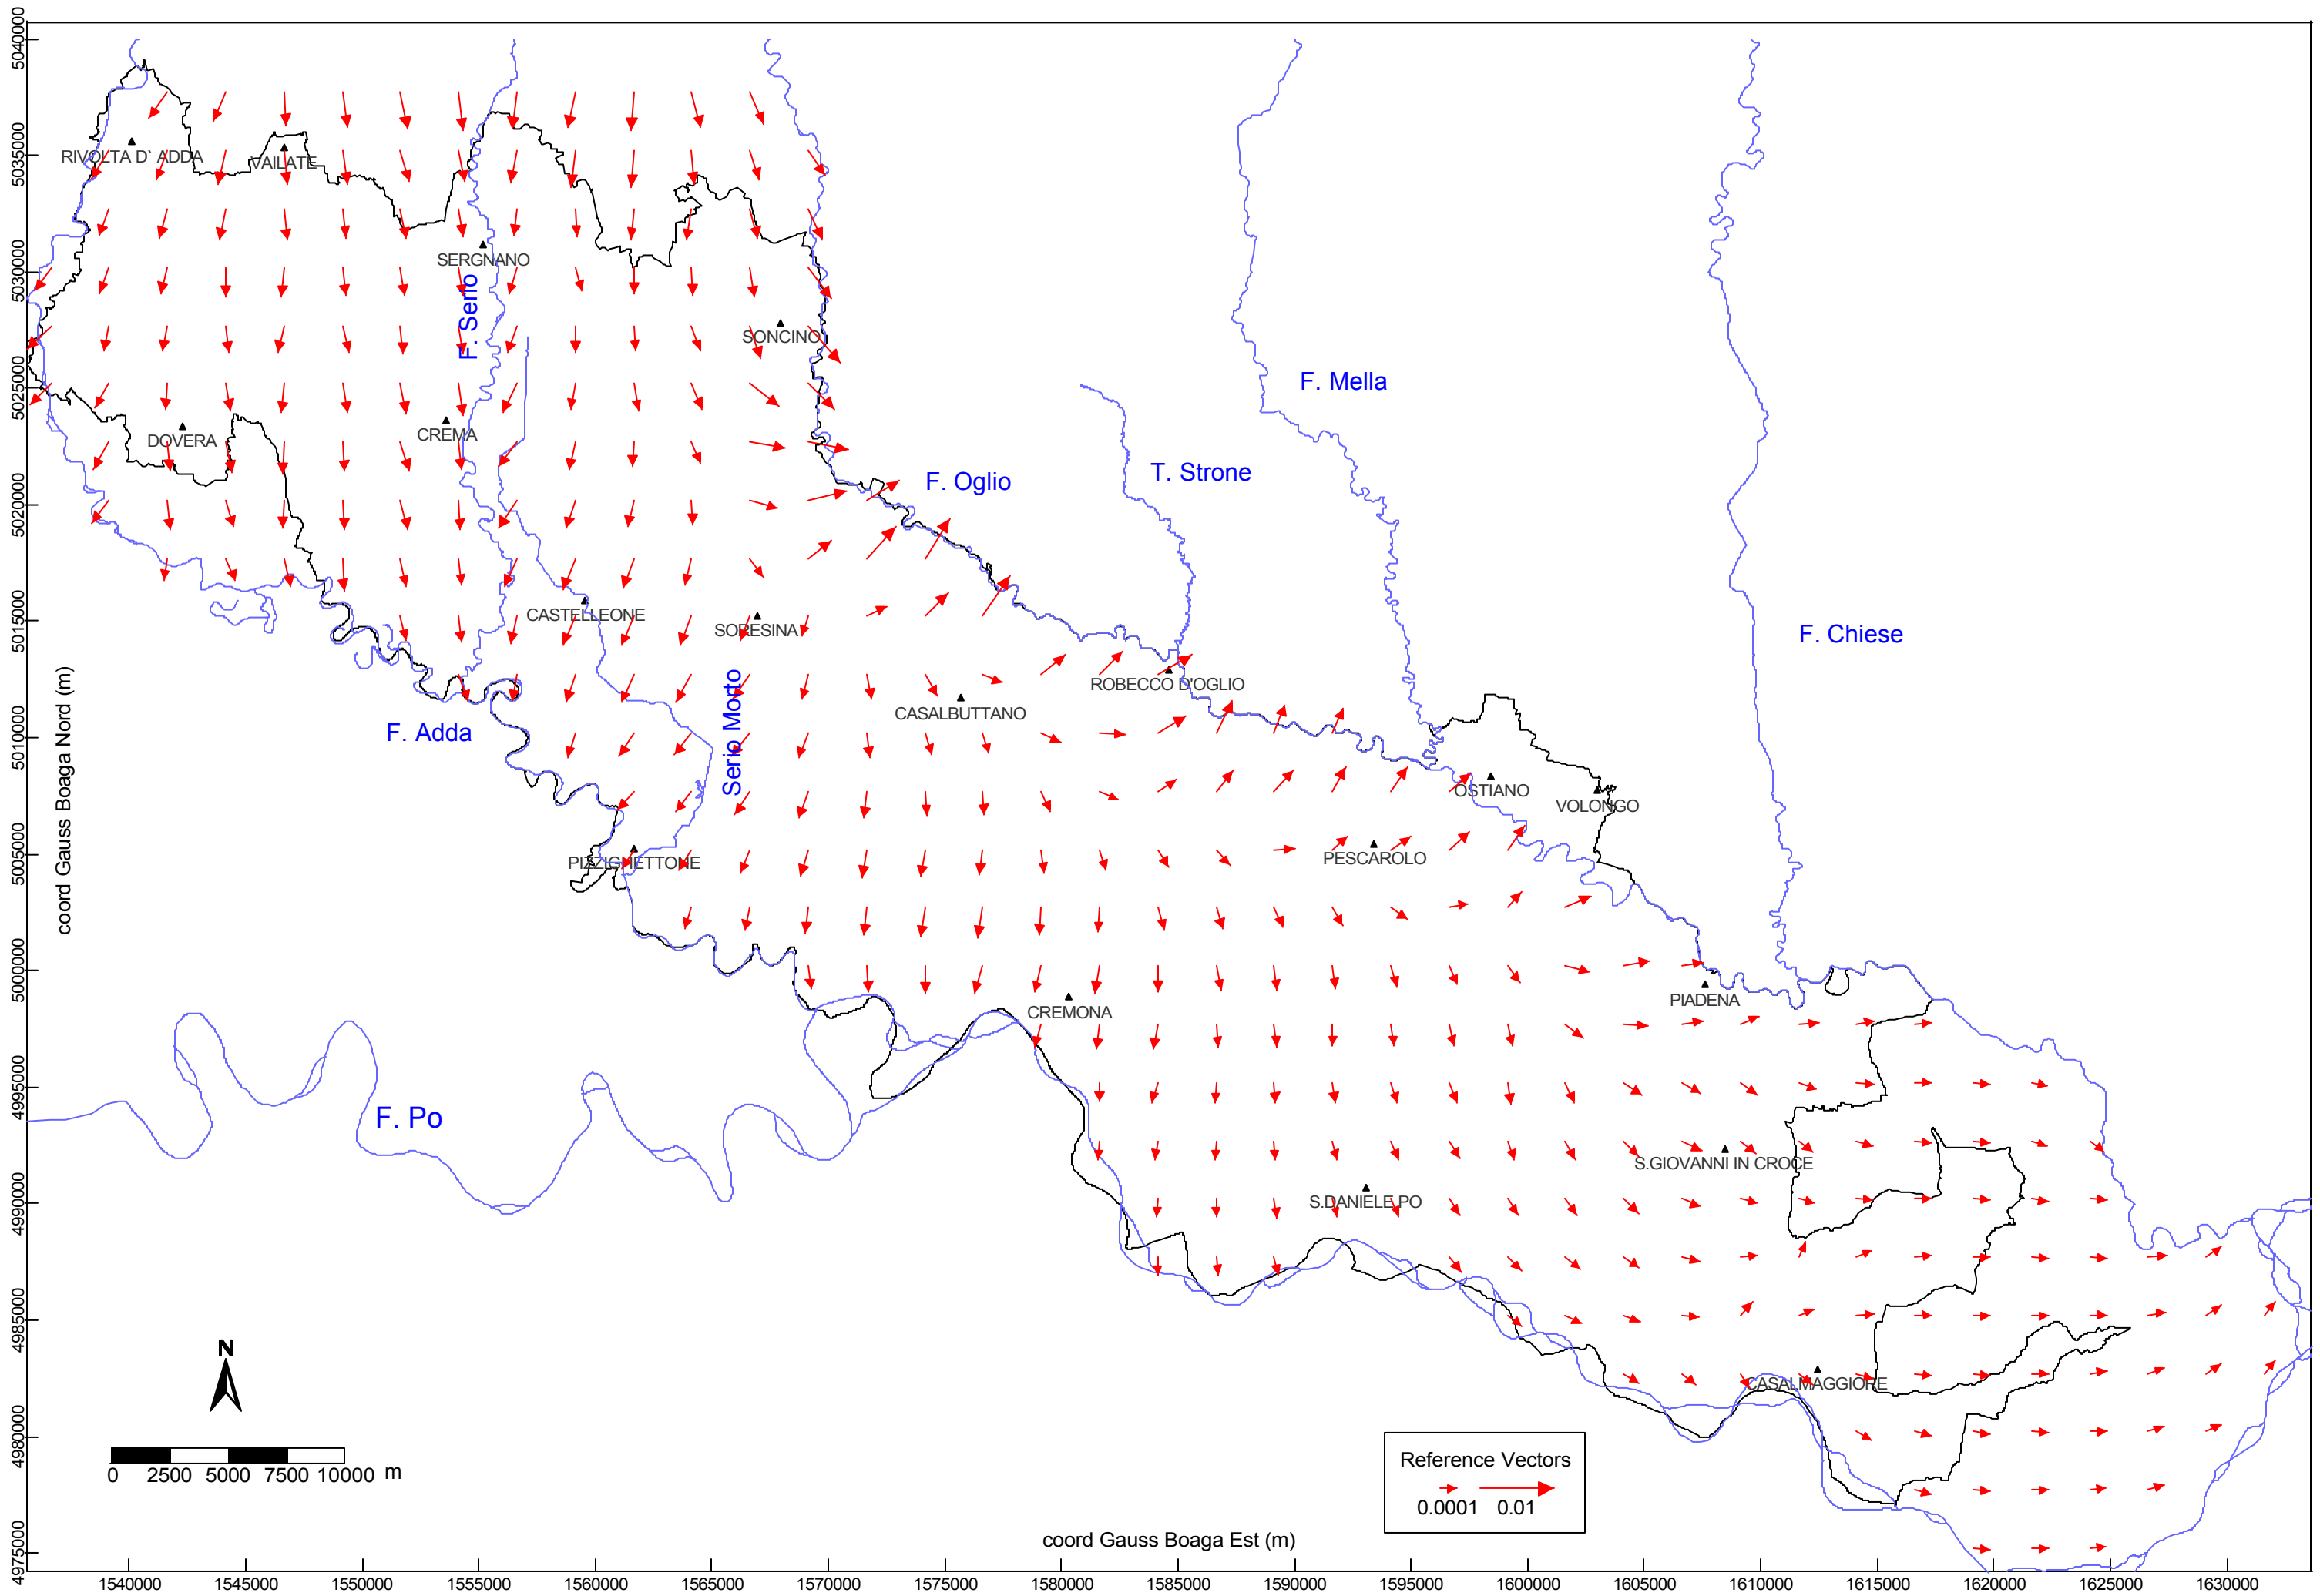 5040000
5035000
5030000
5025000
5020000
5015000
5010000
5005000
5000000
4995000
4990000
4985000
4980000
4975000
coord Gauss Boaga Nord (m)
RIVOLTA D` ADDA
VAILATE
SERGNANO
F. Serio
SONCINO
F. Mella
CREMA
DOVERA
F. Oglio
T. Strone
CASTELLEONE
SORESINA
F. Chiese
ROBECCO D'OGLIO
Serio Morto
CASALBUTTANO
F. Adda
OSTIANO
VOLONGO
PIZZIGHETTONE
PESCAROLO
PIADENA
CREMONA
F. Po
S.GIOVANNI IN CROCE
S.DANIELE PO
CASALMAGGIORE
N
0 2500 5000 7500 10000 m
Reference Vectors
0.0001 0.01
coord Gauss Boaga Est (m)
1540000 1545000 1550000 1555000 1560000 1565000 1570000 1575000 1580000 1585000 1590000 1595000 1600000 1605000 1610000 1615000 1620000 1625000 1630000